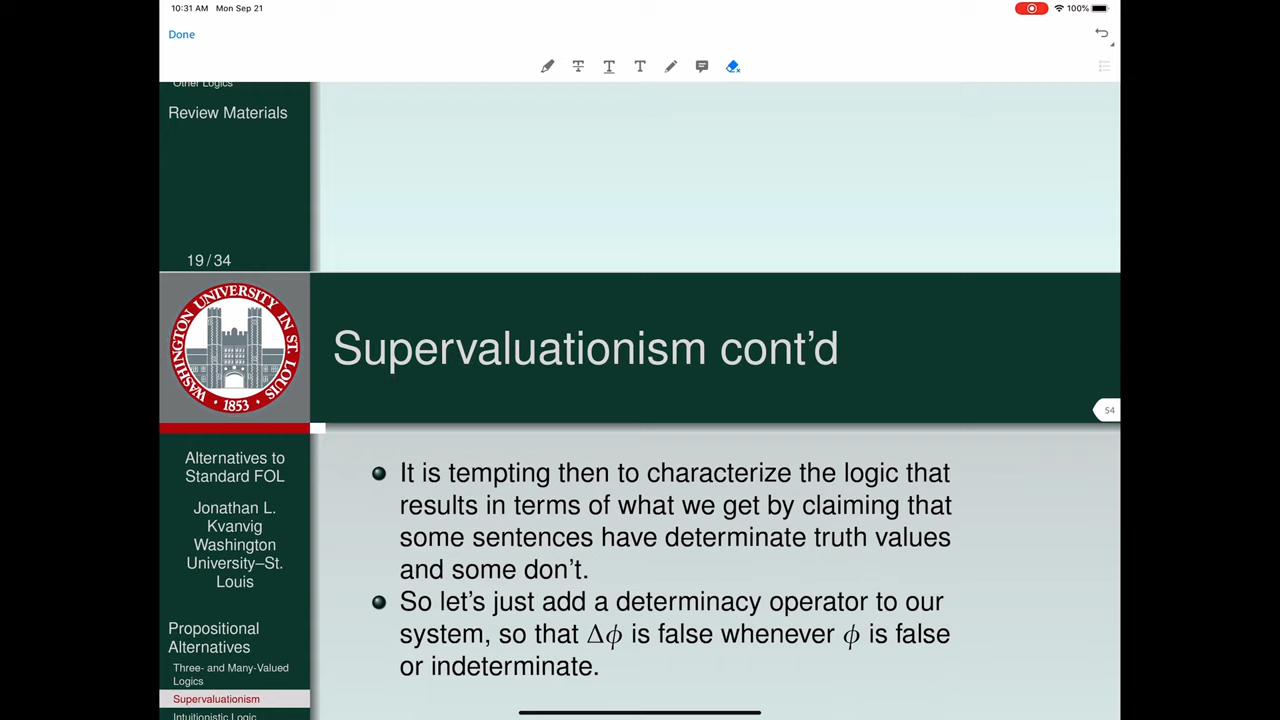 10:31 AM Mon Sep 21
100%
Done
Other Logics
Review Materials
19 / 34
WASHINGTON UNIVERSITY IN ST. LOUIS
1853
Supervaluationism cont'd
54
Alternatives to
Standard FOL
Jonathan L.
Kvanvig
Washington
University–St.
Louis
Propositional
Alternatives
Three- and Many-Valued
Logics
Supervaluationism
Intuitionistic Logic
It is tempting then to characterize the logic that
results in terms of what we get by claiming that
some sentences have determinate truth values
and some don't.
So let's just add a determinacy operator to our
system, so that Δϕ is false whenever ϕ is false
or indeterminate.